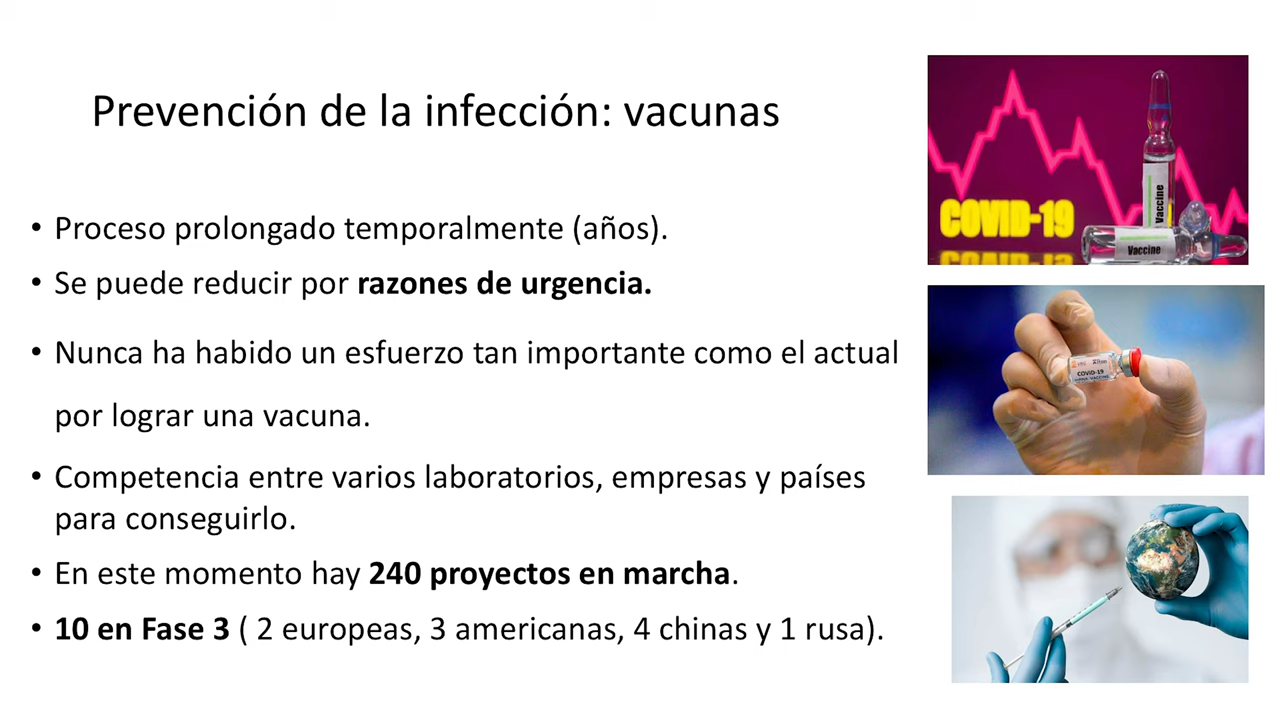 Prevención de la infección: vacunas
• Proceso prolongado temporalmente (años).
• Se puede reducir por razones de urgencia.
• Nunca ha habido un esfuerzo tan importante como el actual
por lograr una vacuna.
• Competencia entre varios laboratorios, empresas y países
para conseguirlo.
• En este momento hay 240 proyectos en marcha.
• 10 en Fase 3 ( 2 europeas, 3 americanas, 4 chinas y 1 rusa).
COVID-19
Vaccine
Vaccine
COVID-19